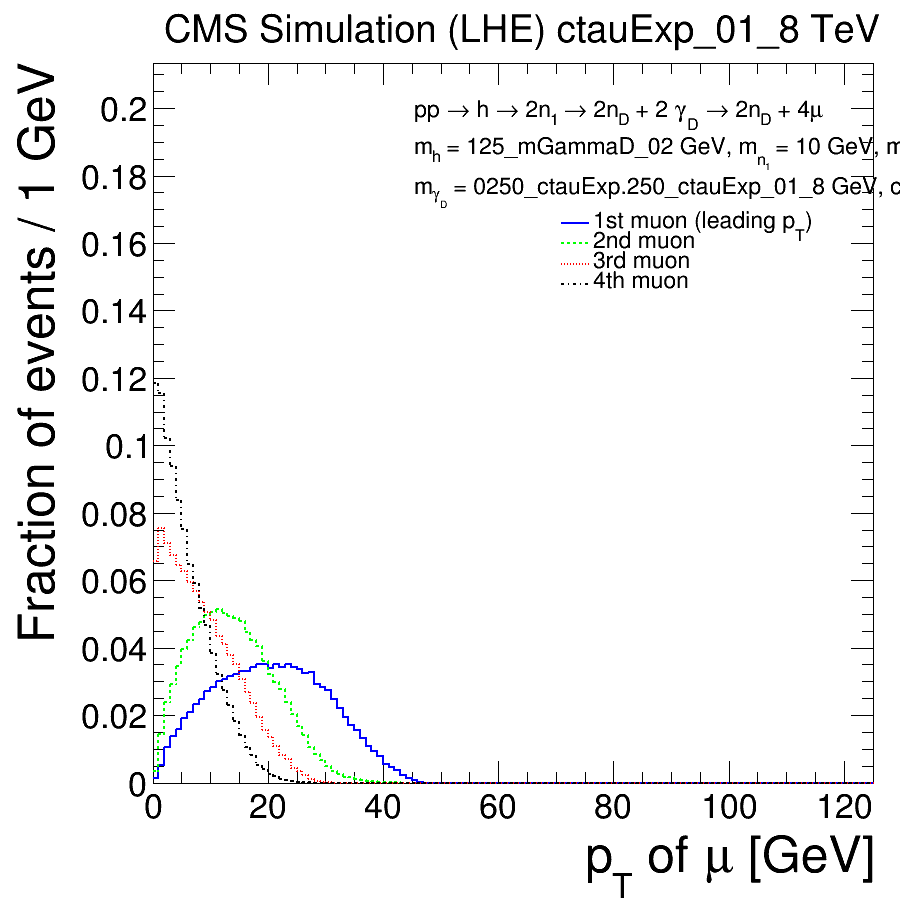 CMS Simulation (LHE) ctauExp_01_8 TeV
Fraction of events / 1 GeV
0.2
0.18
0.16
0.14
0.12
0.1
0.08
0.06
0.04
0.02
0
pp → h → 2n1 → 2nD + 2 γD → 2nD + 4μ
mh = 125_mGammaD_02 GeV, mn1 = 10 GeV, m
mγD = 0250_ctauExp.250_ctauExp_01_8 GeV, c
1st muon (leading pT)
2nd muon
3rd muon
4th muon
0 20 40 60 80 100 120
pT of μ [GeV]